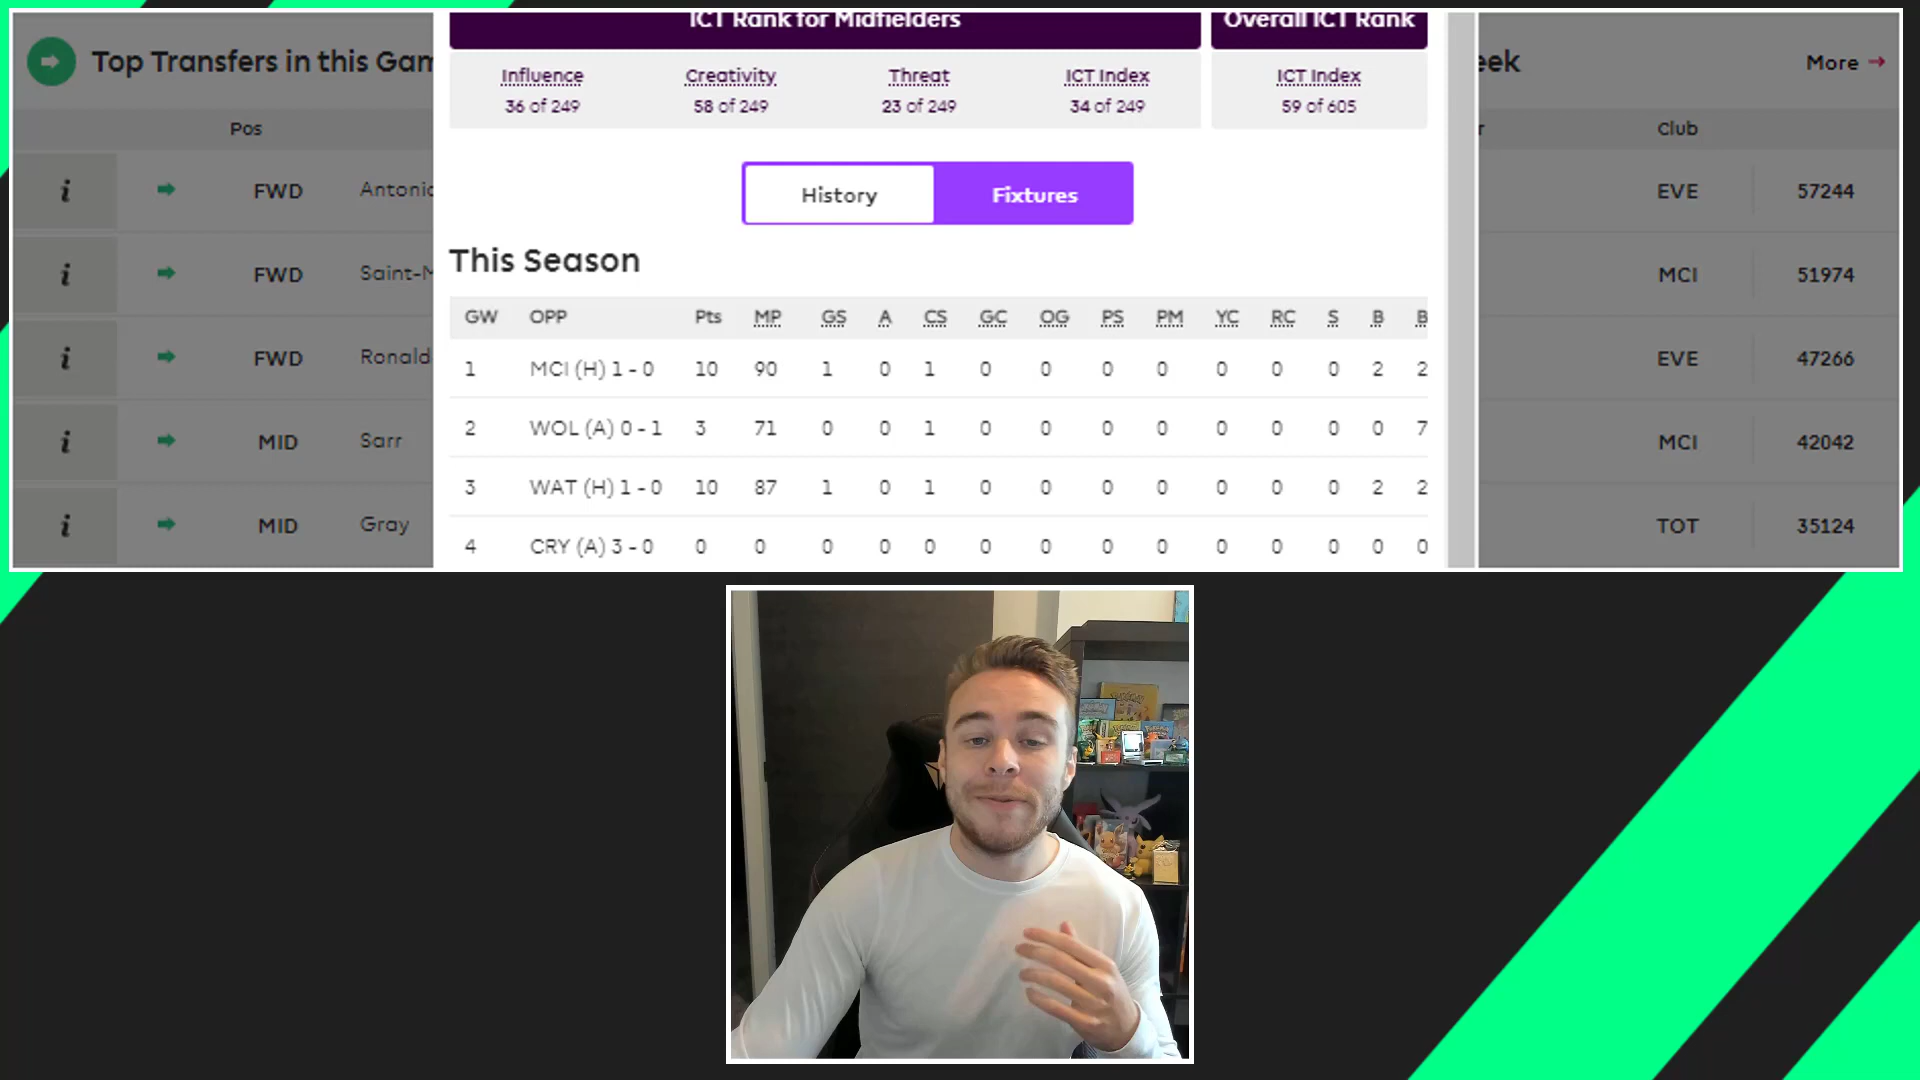 ICT Rank for Midfielders
Overall ICT Rank
Top Transfers in this Gam
eek
More
Influence
Creativity
Threat
ICT Index
ICT Index
36 of 249
58 of 249
23 of 249
34 of 249
59 of 605
Pos
r
Club
History
Fixtures
i FWD Antonio
EVE 57244
This Season
i FWD Saint-M
MCI 51974
GW OPP Pts MP GS A CS GC OG PS PM YC RC S B B
1 MCI (H) 1 - 0 10 90 1 0 1 0 0 0 0 0 0 0 2 2
i FWD Ronald
EVE 47266
2 WOL (A) 0 - 1 3 71 0 0 1 0 0 0 0 0 0 0 0 7
i MID Sarr
MCI 42042
3 WAT (H) 1 - 0 10 87 1 0 1 0 0 0 0 0 0 0 2 2
i MID Gray
TOT 35124
4 CRY (A) 3 - 0 0 0 0 0 0 0 0 0 0 0 0 0 0 0